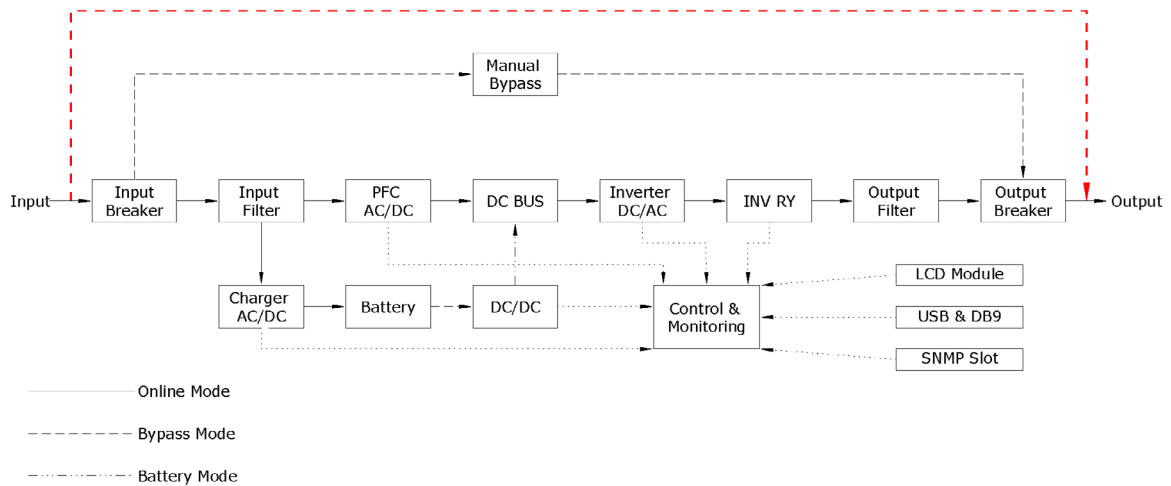 Manual
Bypass
Input
Input
Breaker
Input
Filter
PFC
AC/DC
DC BUS
Inverter
DC/AC
INV RY
Output
Filter
Output
Breaker
Output
Charger
AC/DC
Battery
DC/DC
Control &
Monitoring
LCD Module
USB & DB9
SNMP Slot
Online Mode
Bypass Mode
Battery Mode